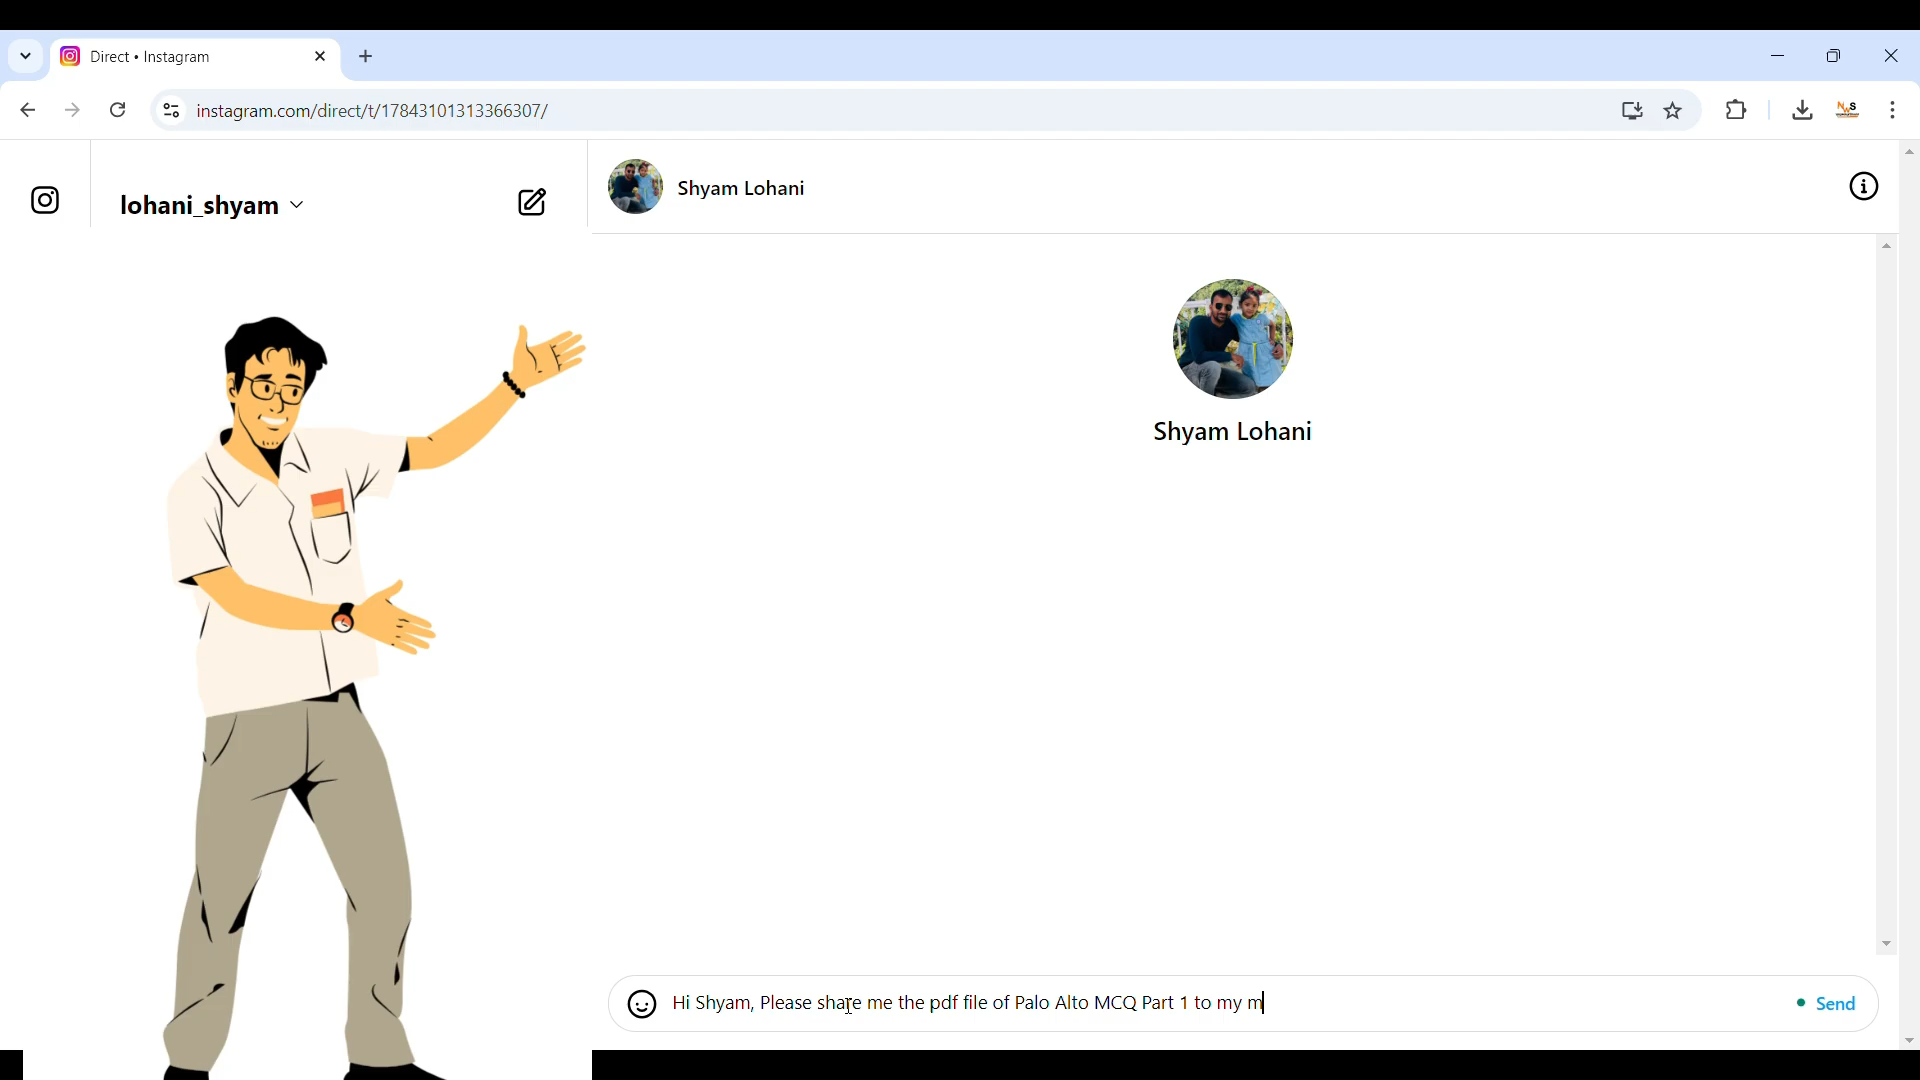 Direct • Instagram
instagram.com/direct/t/17843101313366307/
NWS
lohani_shyam
Shyam Lohani
Shyam Lohani
Hi Shyam, Please share me the pdf file of Palo Alto MCQ Part 1 to my m
Send